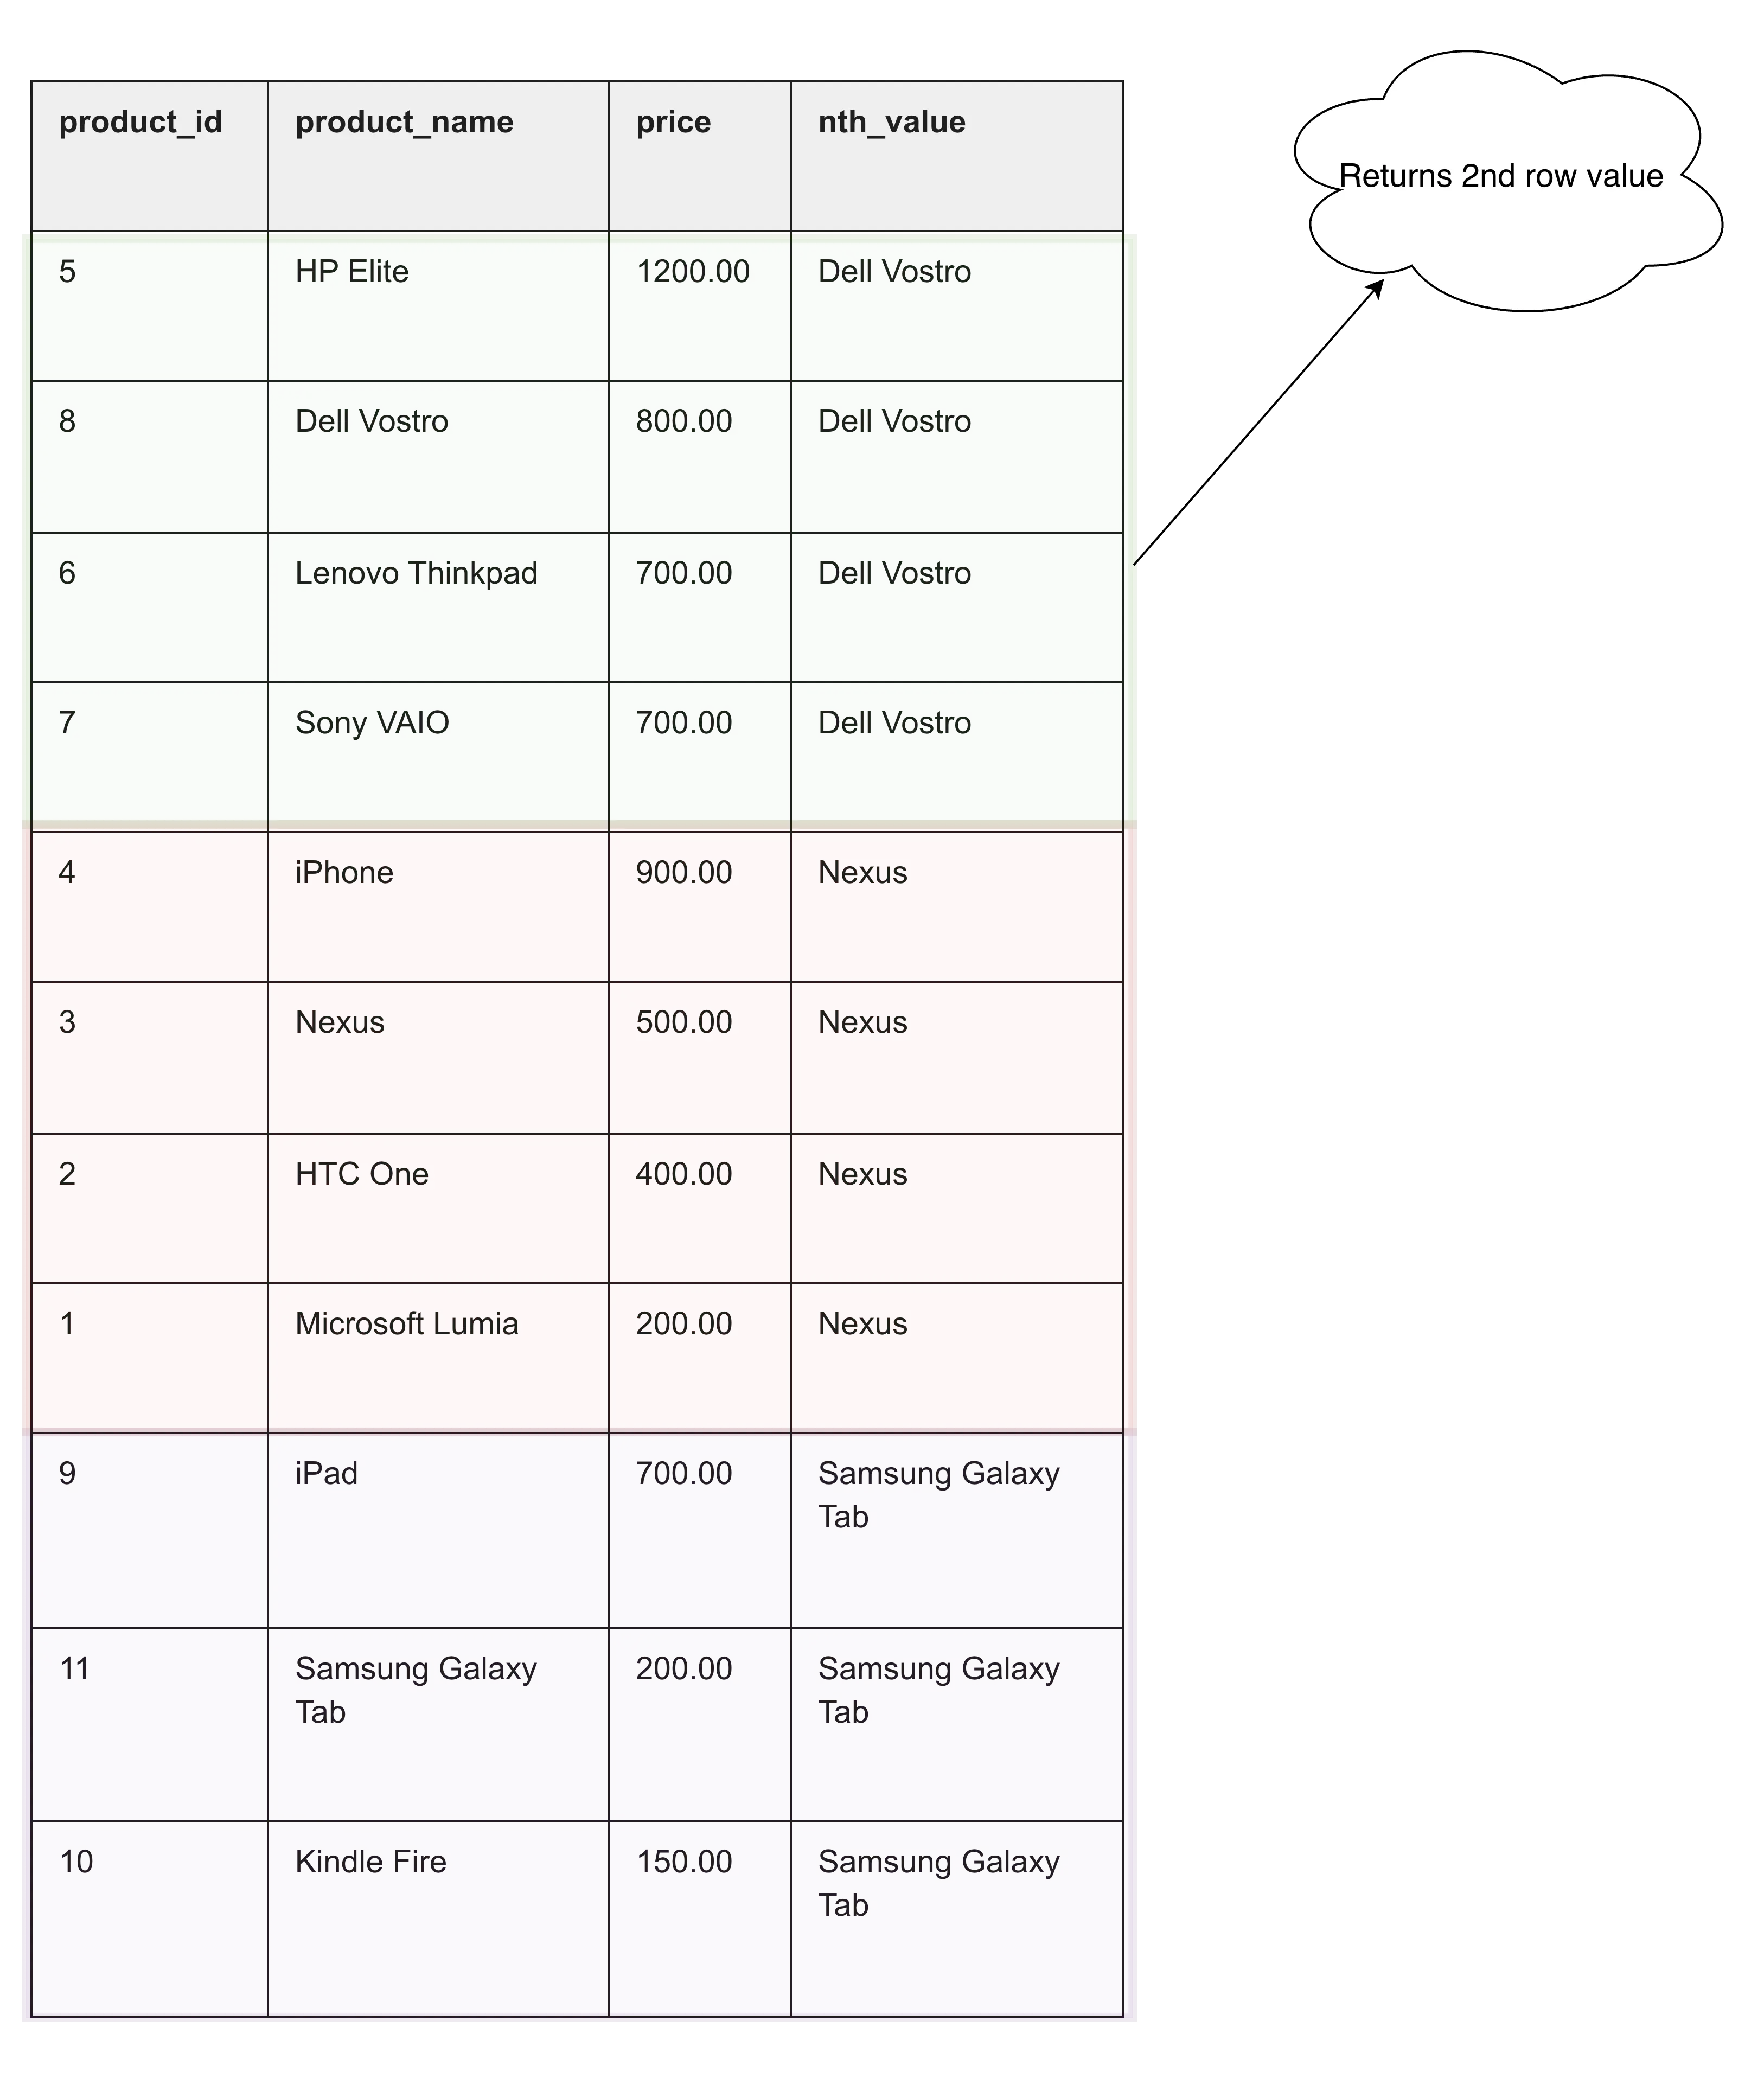 product_id product_name price nth_value
Returns 2nd row value
5 HP Elite 1200.00 Dell Vostro
8 Dell Vostro 800.00 Dell Vostro
6 Lenovo Thinkpad 700.00 Dell Vostro
7 Sony VAIO 700.00 Dell Vostro
4 iPhone 900.00 Nexus
3 Nexus 500.00 Nexus
2 HTC One 400.00 Nexus
1 Microsoft Lumia 200.00 Nexus
9 iPad 700.00 Samsung Galaxy
Tab
11 Samsung Galaxy 200.00 Samsung Galaxy
Tab Tab
10 Kindle Fire 150.00 Samsung Galaxy
Tab